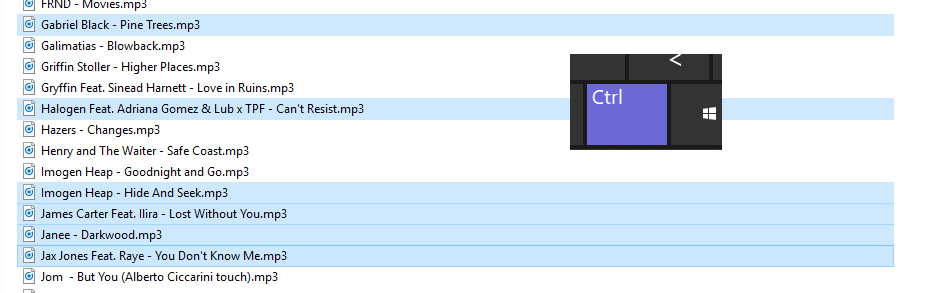 FRND - Movies.mp3
Gabriel Black - Pine Trees.mp3
Galimatias - Blowback.mp3
Griffin Stoller - Higher Places.mp3
Gryffin Feat. Sinead Harnett - Love in Ruins.mp3
Halogen Feat. Adriana Gomez & Lub x TPF - Can't Resist.mp3
Hazers - Changes.mp3
Henry and The Waiter - Safe Coast.mp3
Imogen Heap - Goodnight and Go.mp3
Imogen Heap - Hide And Seek.mp3
James Carter Feat. Ilira - Lost Without You.mp3
Janee - Darkwood.mp3
Jax Jones Feat. Raye - You Don't Know Me.mp3
Jom  - But You (Alberto Ciccarini touch).mp3
<
Ctrl